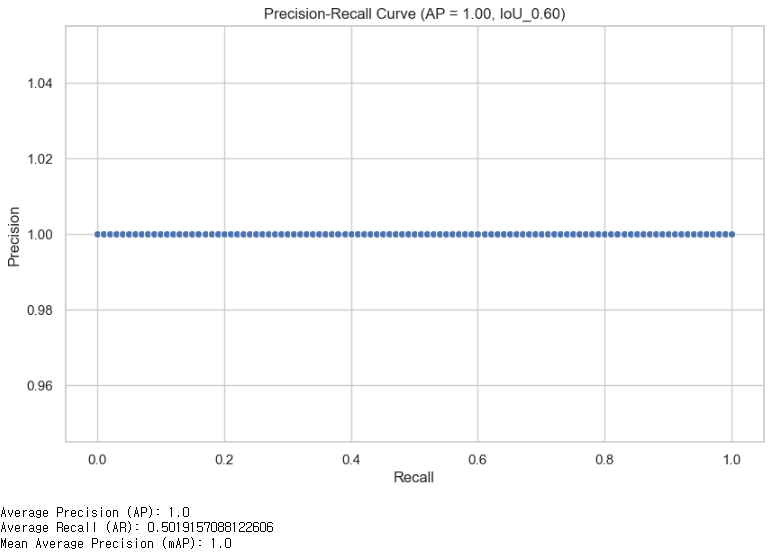 Precision-Recall Curve (AP = 1.00, IoU_0.60)
1.04
1.02
1.00
0.98
0.96
Precision
0.0 0.2 0.4 0.6 0.8 1.0
Recall
Average Precision (AP): 1.0
Average Recall (AR): 0.5019157088122606
Mean Average Precision (mAP): 1.0